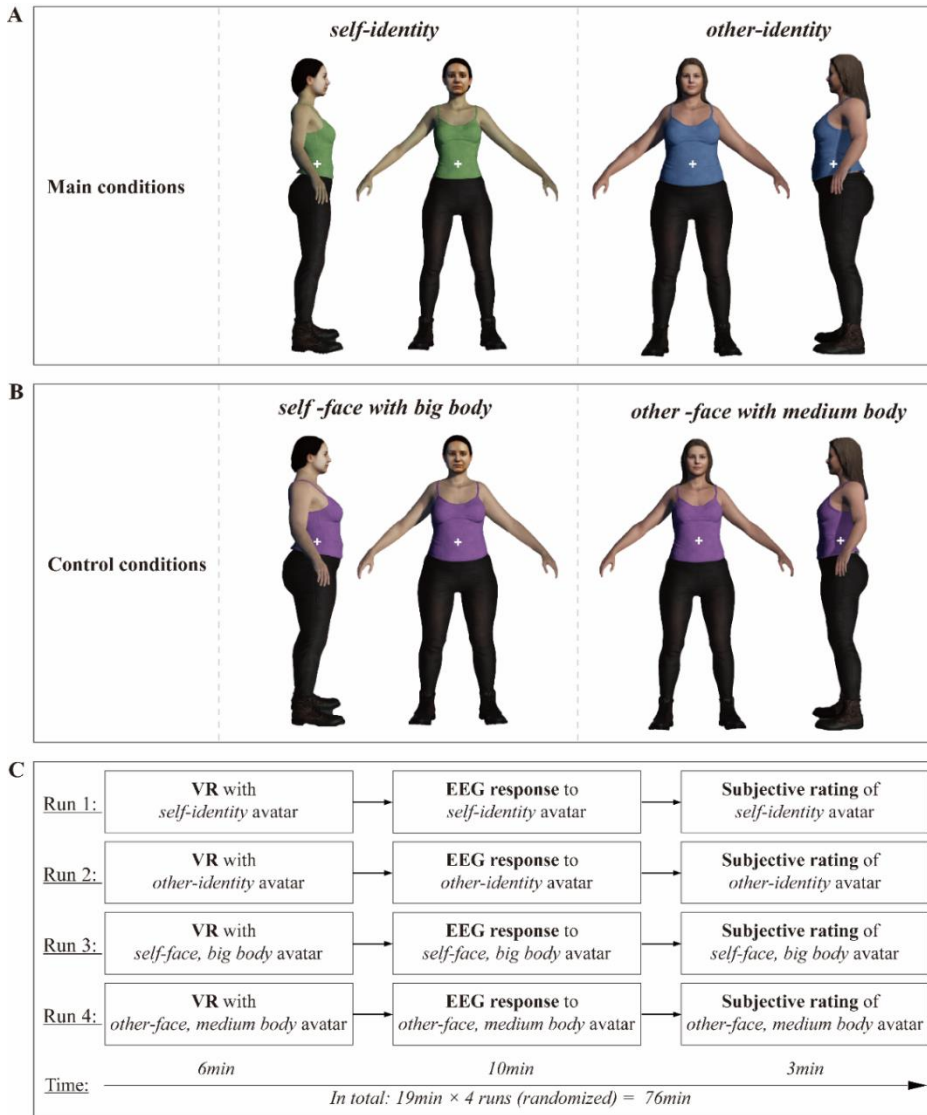 A
self-identity
other-identity
Main conditions
B
self -face with big body
other -face with medium body
Control conditions
C
Run 1:
VR with
self-identity avatar
EEG response to
self-identity avatar
Subjective rating of
self-identity avatar
Run 2:
VR with
other-identity avatar
EEG response to
other-identity avatar
Subjective rating of
other-identity avatar
Run 3:
VR with
self-face, big body avatar
EEG response to
self-face, big body avatar
Subjective rating of
self-face, big body avatar
Run 4:
VR with
other-face, medium body avatar
EEG response to
other-face, medium body avatar
Subjective rating of
other-face, medium body avatar
6min
10min
3min
Time:
In total: 19min × 4 runs (randomized) = 76min